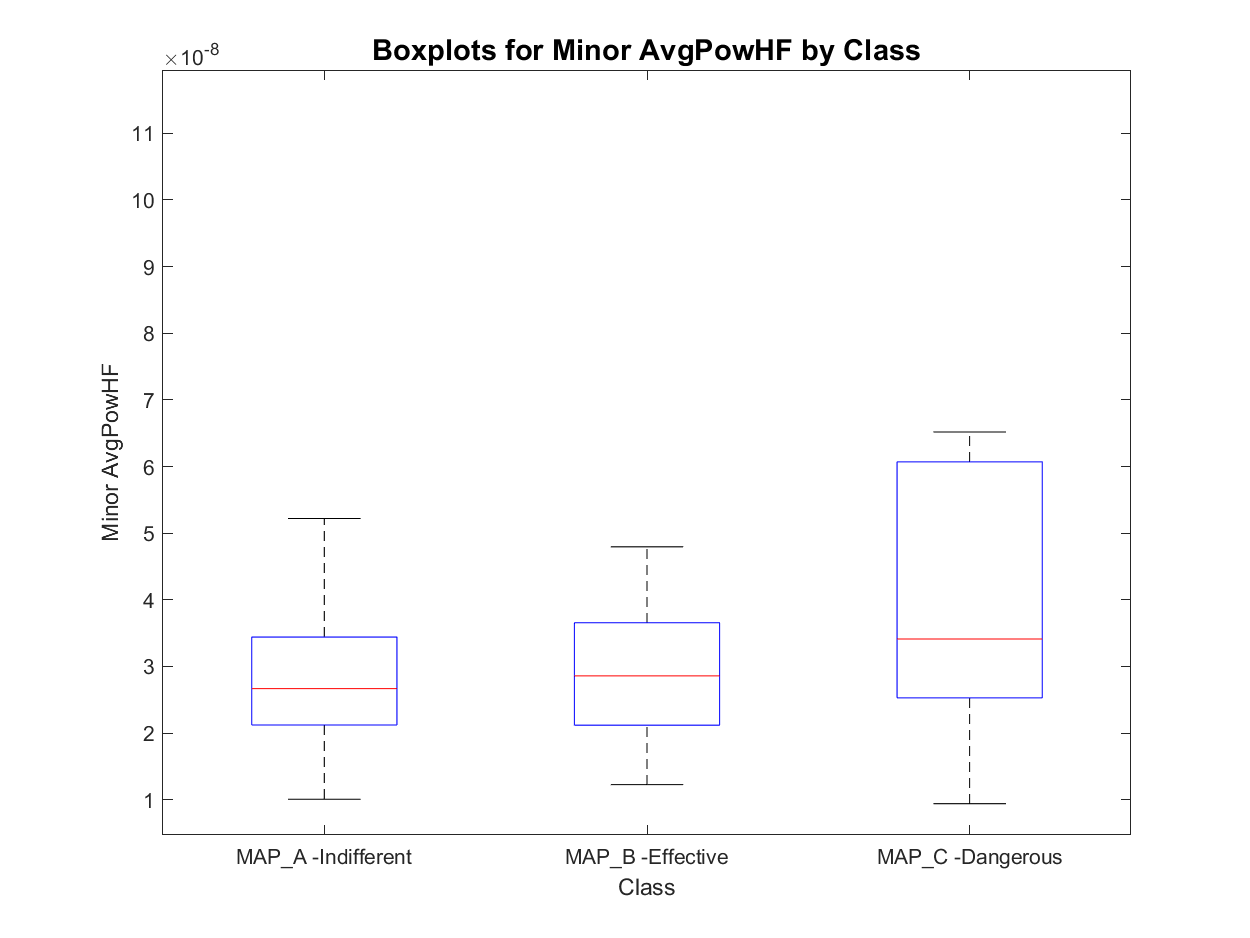 Boxplots for Minor AvgPowHF by Class
×10-8
11
10
9
8
7
6
5
4
3
2
1
Minor AvgPowHF
MAP_A -Indifferent
MAP_B -Effective
MAP_C -Dangerous
Class